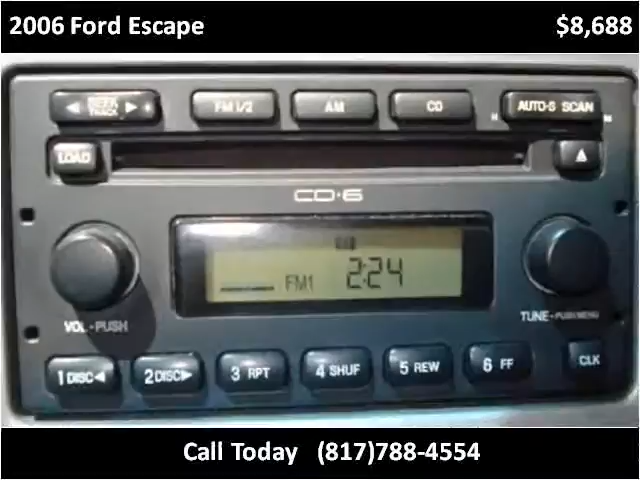 2006 Ford Escape $8,688
SEEK
TRACK
FM 1/2 AM CD AUTO-S SCAN
LOAD
CD·6
FM1 2:24
VOL - PUSH TUNE - PUSH MENU
1 DISC 2 DISC 3 RPT 4 SHUF 5 REW 6 FF CLK
Call Today (817)788-4554